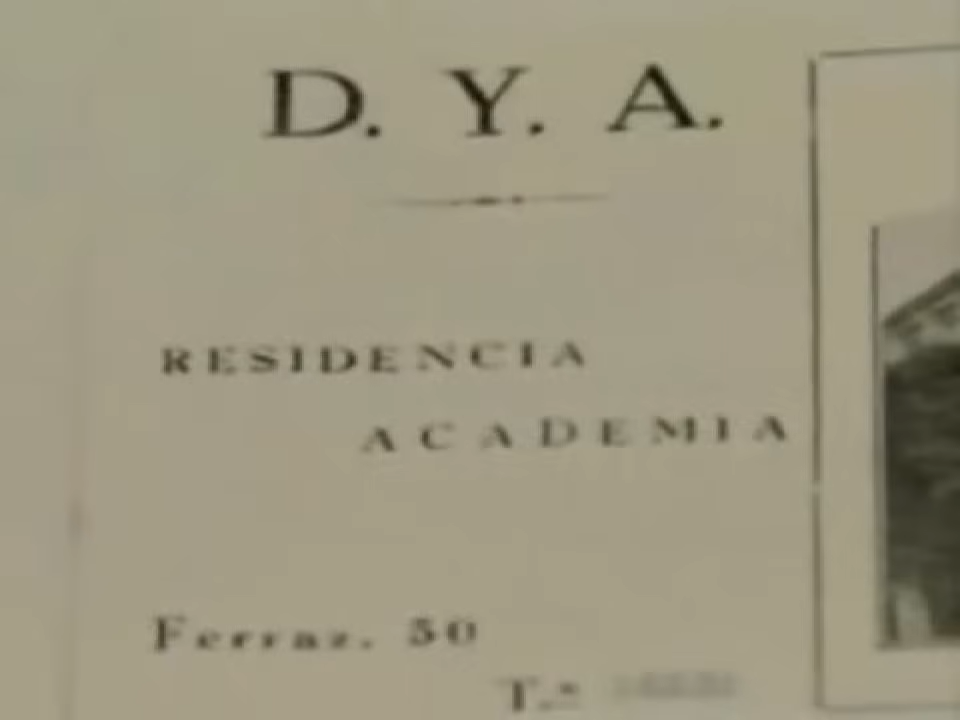 D. Y. A.
RESIDENCIA
ACADEMIA
Ferraz. 50
T.º